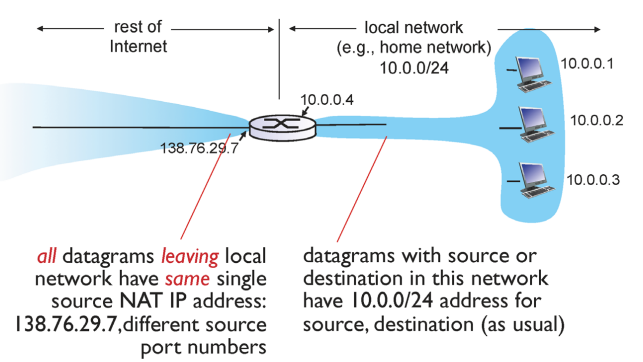 rest of
Internet
local network
(e.g., home network)
10.0.0/24
10.0.0.1
10.0.0.4
10.0.0.2
138.76.29.7
10.0.0.3
all datagrams leaving local
network have same single
source NAT IP address:
138.76.29.7,different source
port numbers
datagrams with source or
destination in this network
have 10.0.0/24 address for
source, destination (as usual)